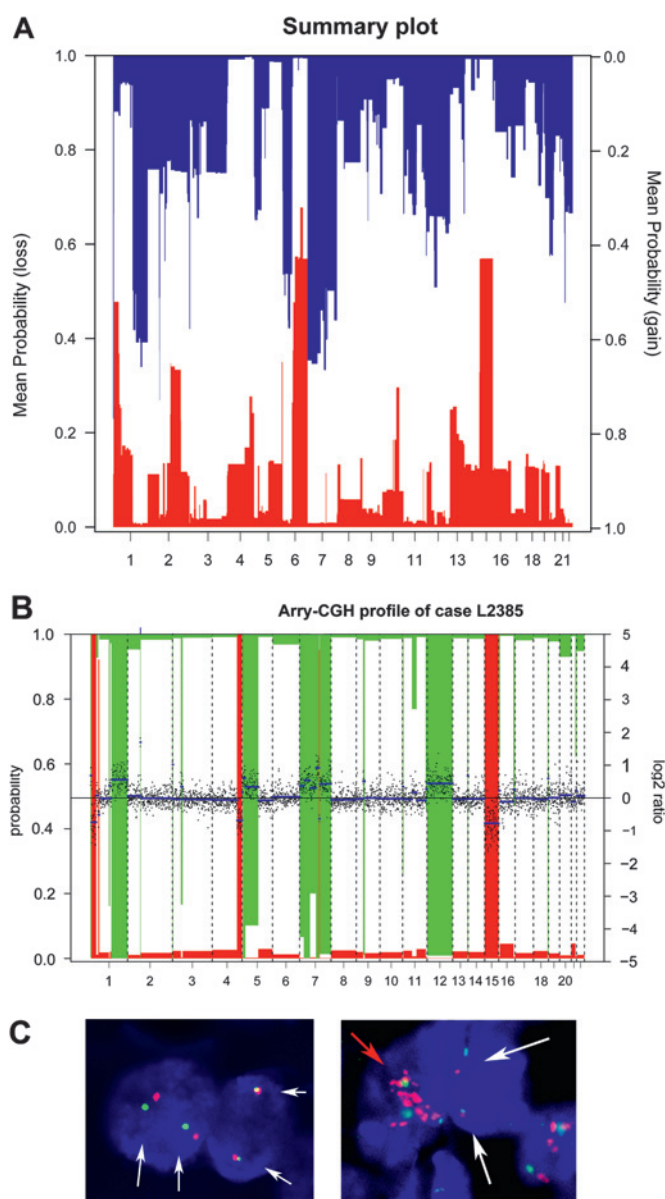 A
Summary plot
1.0
0.8
0.6
0.4
0.2
0.0
Mean Probability (loss)
0.0
0.2
0.4
0.6
0.8
1.0
Mean Probability (gain)
1 2 3 4 5 6 7 8 9 11 13 16 18 21
B
Arry-CGH profile of case L2385
1.0
0.8
0.6
0.4
0.2
0.0
probability
5
4
3
2
1
0
−1
−2
−3
−4
−5
log2 ratio
1 2 3 4 5 6 7 8 9 10 11 12 13 14 15 16 18 20
C